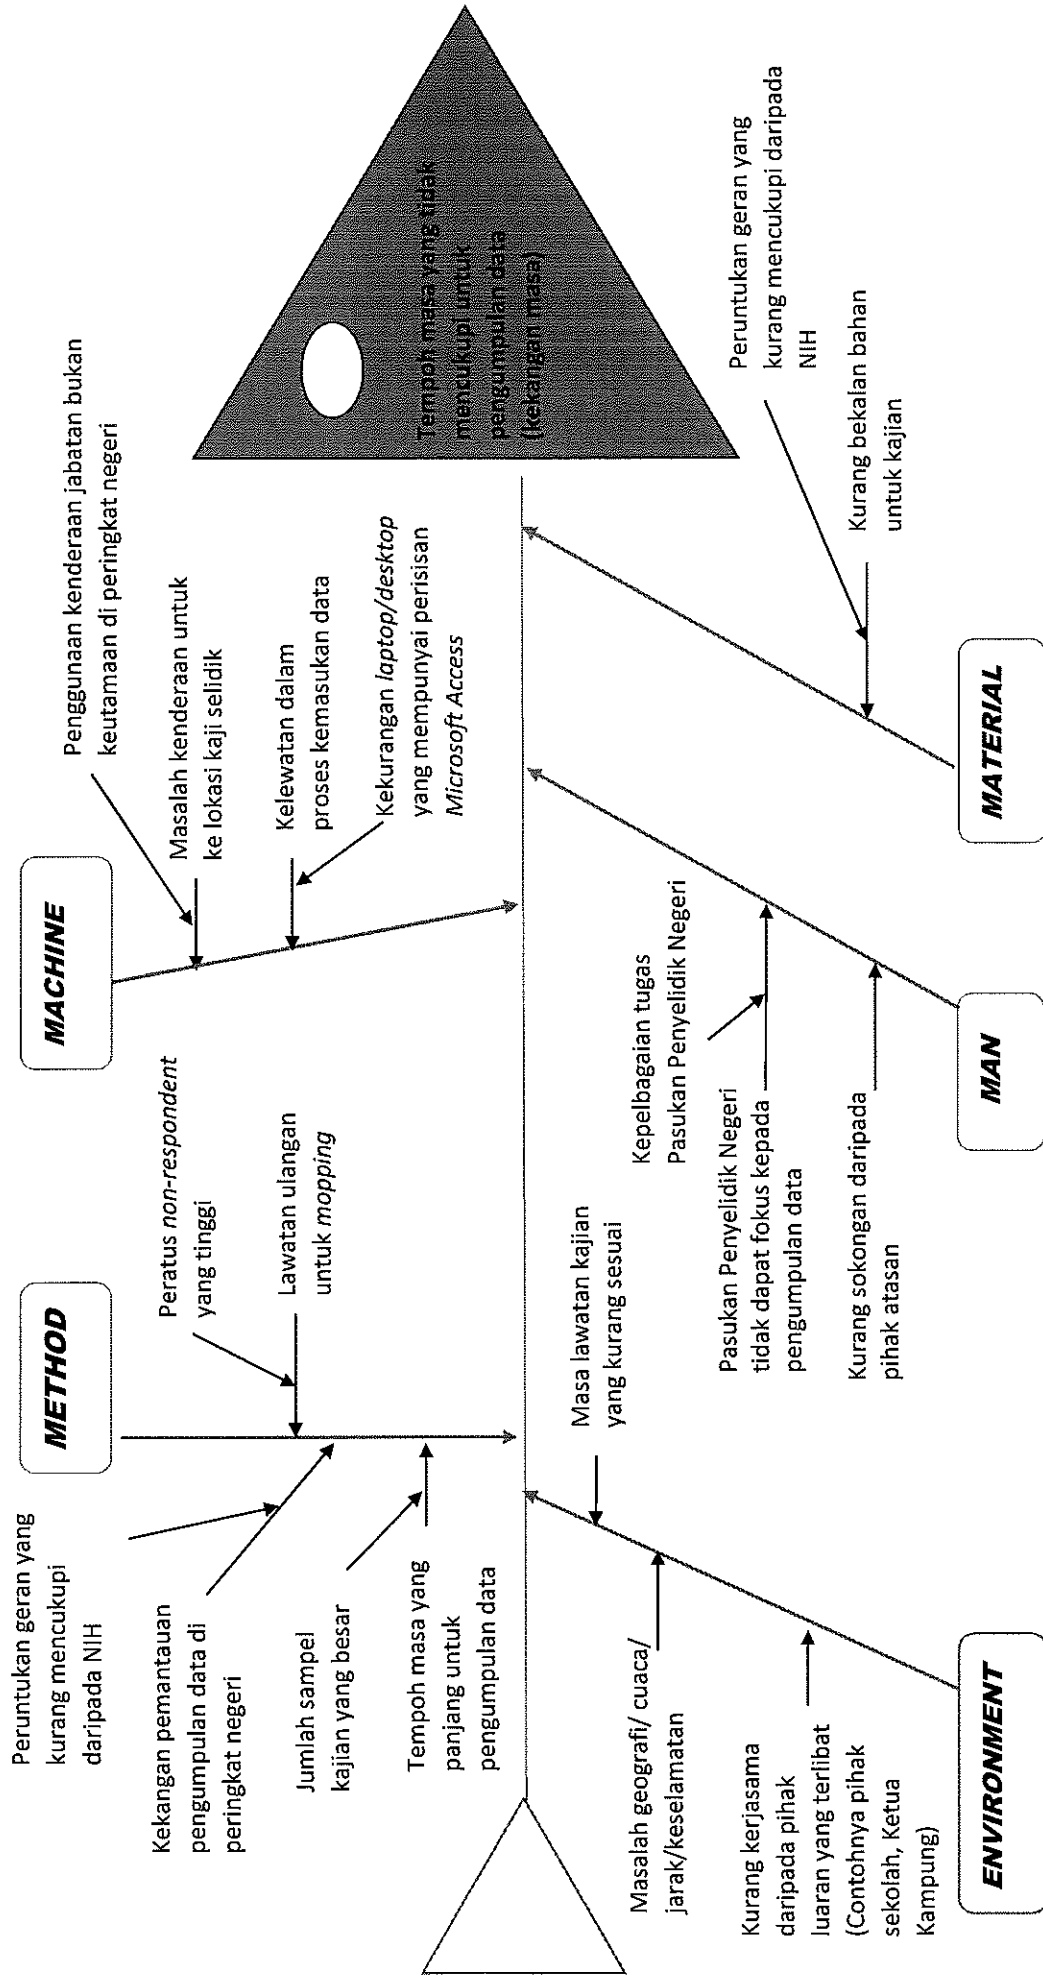 METHOD
Peruntukan geran yang
kurang mencukupi
daripada NIH
Kekangan pemantauan
pengumpulan data di
peringkat negeri
Jumlah sampel
kajian yang besar
Tempoh masa yang
panjang untuk
pengumpulan data
Peratus non-respondent
yang tinggi
Lawatan ulangan
untuk mopping
MACHINE
Penggunaan kenderaan jabatan bukan
keutamaan di peringkat negeri
Masalah kenderaan untuk
ke lokasi kaji selidik
Kelewatan dalam
proses kemasukan data
Kekurangan laptop/desktop
yang mempunyai perisisan
Microsoft Access
Tempoh masa yang tidak
mencukupi untuk
pengumpulan data
(kekangan masa)
Masa lawatan kajian
yang kurang sesuai
Masalah geografi/ cuaca/
jarak/keselamatan
Kurang kerjasama
daripada pihak
luaran yang terlibat
(Contohnya pihak
sekolah, Ketua
Kampung)
ENVIRONMENT
Kepelbagaian tugas
Pasukan Penyelidik Negeri
Pasukan Penyelidik Negeri
tidak dapat fokus kepada
pengumpulan data
Kurang sokongan daripada
pihak atasan
MAN
Peruntukan geran yang
kurang mencukupi daripada
NIH
Kurang bekalan bahan
untuk kajian
MATERIAL